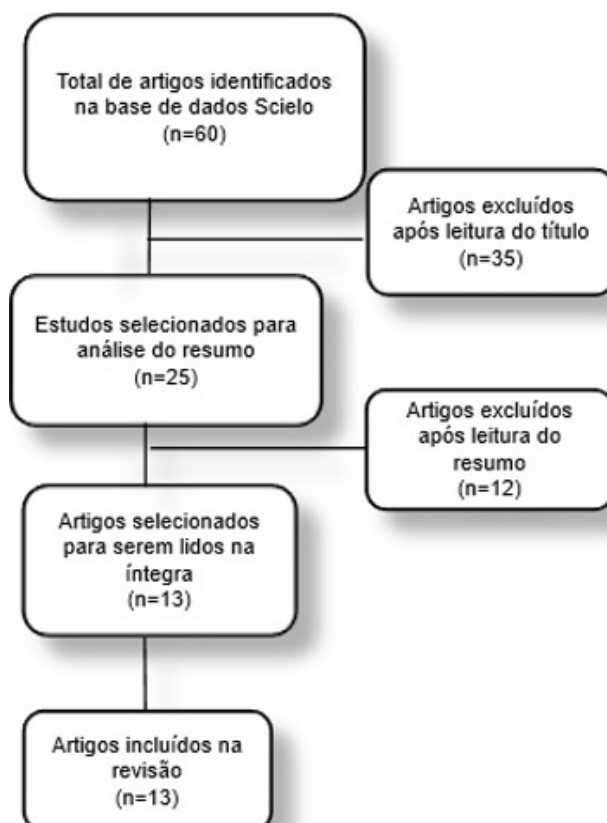 Total de artigos identificados
na base de dados Scielo
(n=60)
Artigos excluídos
após leitura do título
(n=35)
Estudos selecionados para
análise do resumo
(n=25)
Artigos excluídos
após leitura do
resumo
(n=12)
Artigos selecionados
para serem lidos na
íntegra
(n=13)
Artigos incluídos na
revisão
(n=13)